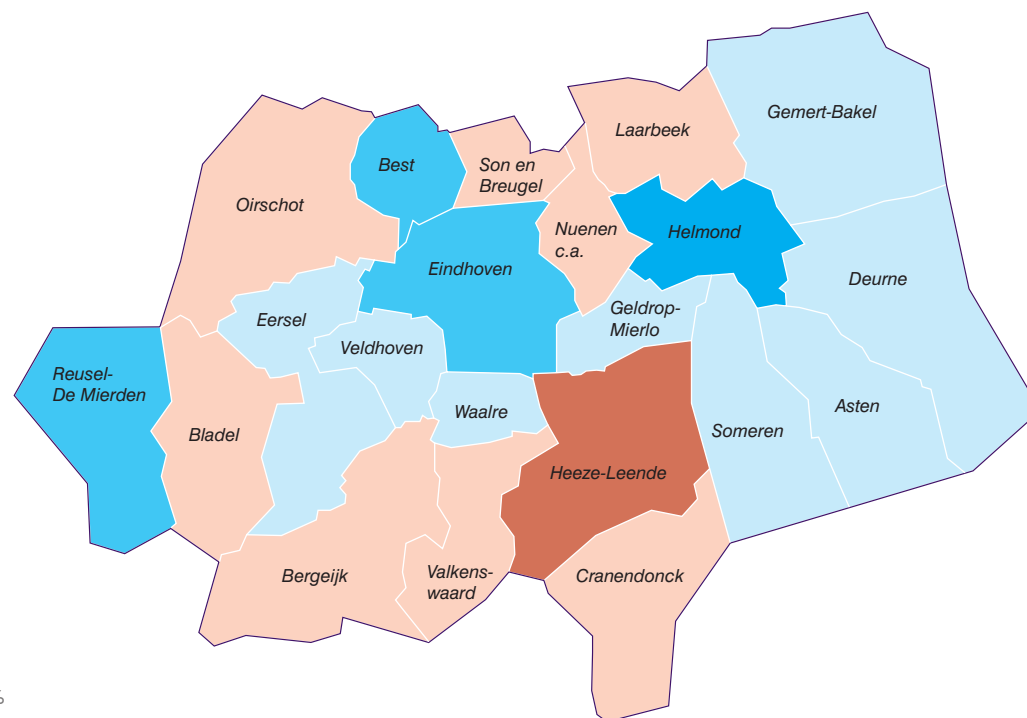 Gemert-Bakel
Laarbeek
Best
Son en
Breugel
Oirschot
Nuenen
c.a.
Helmond
Eindhoven
Deurne
Geldrop-
Mierlo
Eersel
Veldhoven
Reusel-
De Mierden
Waalre
Asten
Bladel
Someren
Heeze-Leende
Bergeijk
Valkens-
waard
Cranendonck
%